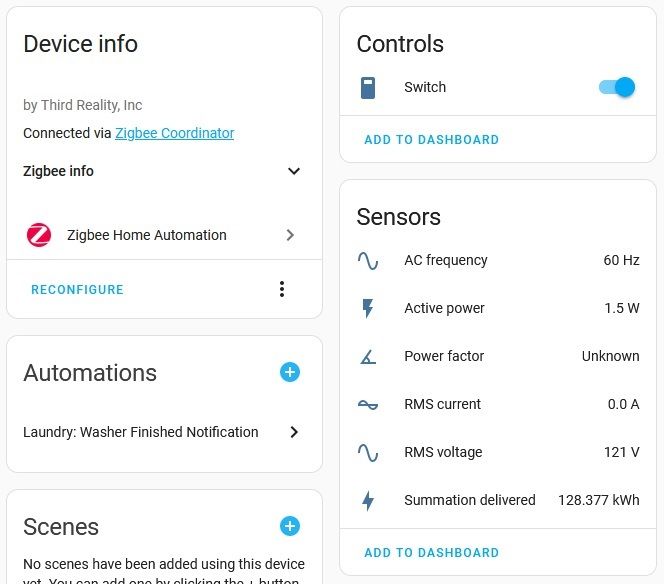 Device info
by Third Reality, Inc
Connected via Zigbee Coordinator
Zigbee info
Zigbee Home Automation
RECONFIGURE
Automations
Laundry: Washer Finished Notification
Scenes
No scenes have been added using this device
yet. You can add one by clicking the + button
Controls
Switch
ADD TO DASHBOARD
Sensors
AC frequency 60 Hz
Active power 1.5 W
Power factor Unknown
RMS current 0.0 A
RMS voltage 121 V
Summation delivered 128.377 kWh
ADD TO DASHBOARD